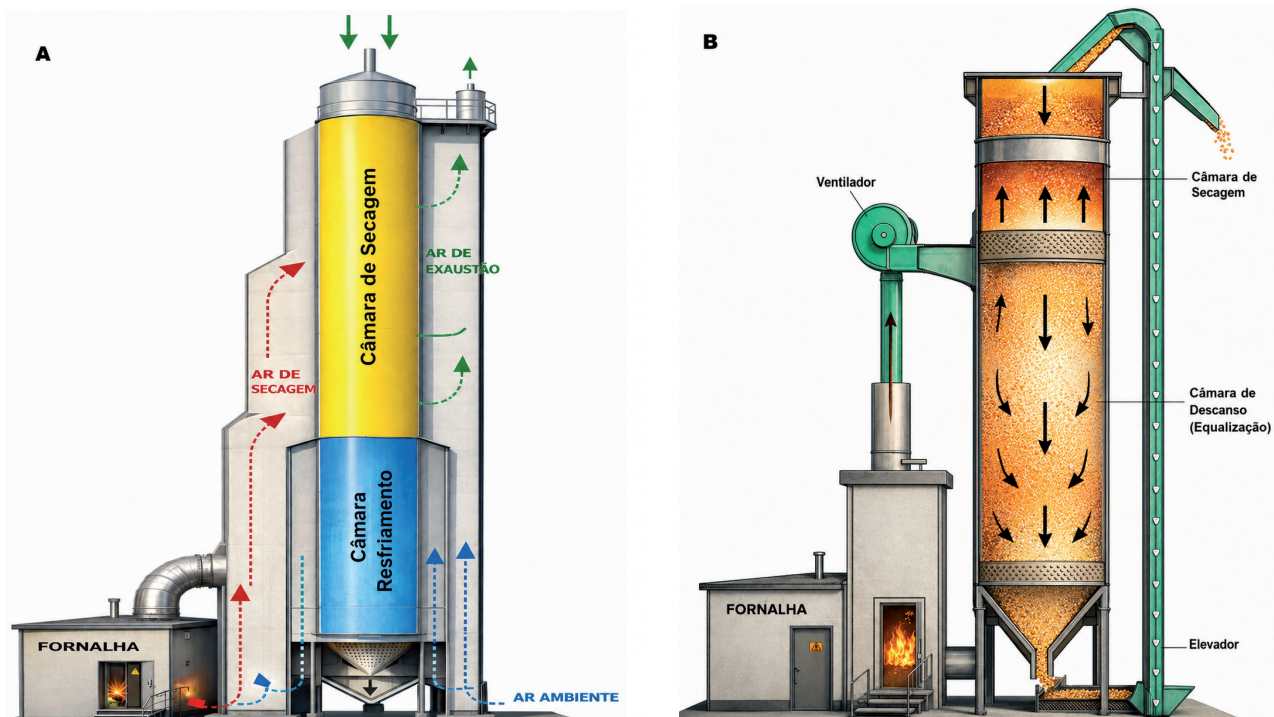 A
Câmara de Secagem
AR DE
EXAUSTÃO
AR DE
SECAGEM
Câmara
Resfriamento
FORNALHA
AR AMBIENTE
B
Ventilador
Câmara de
Secagem
Câmara de
Descanso
(Equalização)
FORNALHA
Elevador